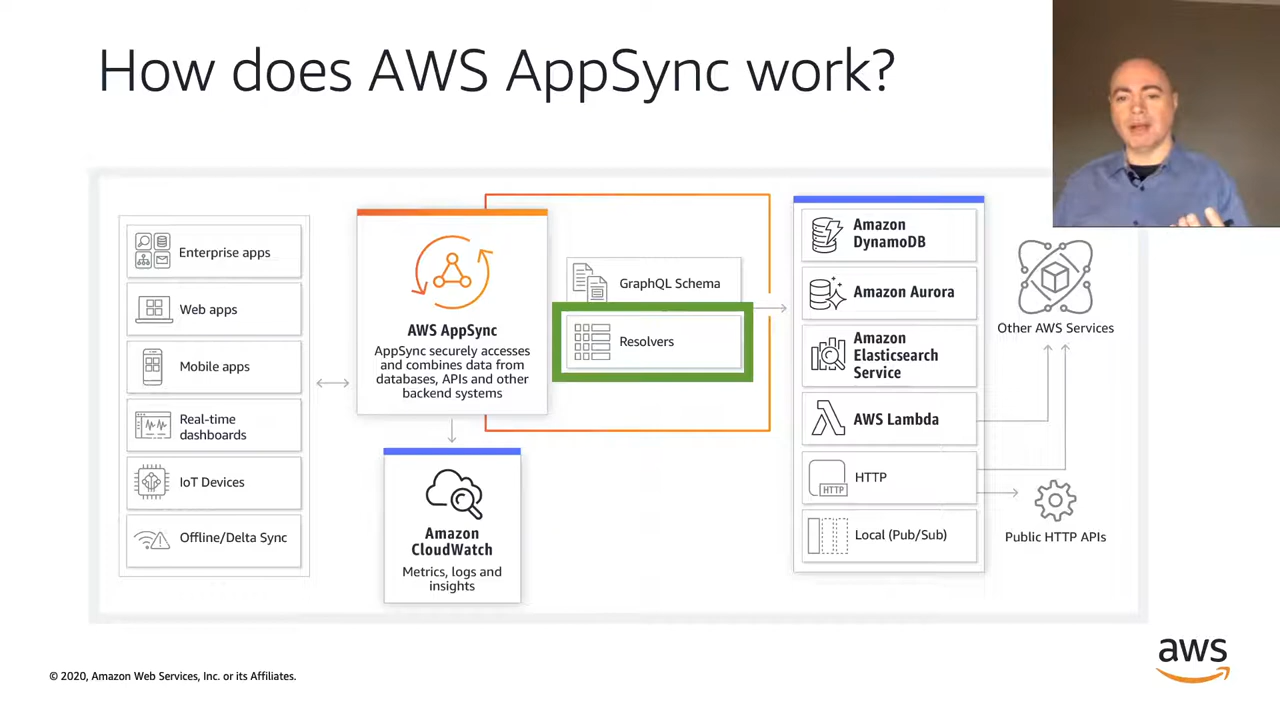 How does AWS AppSync work?
Enterprise apps
Web apps
Mobile apps
Real-time
dashboards
IoT Devices
Offline/Delta Sync
AWS AppSync
AppSync securely accesses
and combines data from
databases, APIs and other
backend systems
Amazon
CloudWatch
Metrics, logs and
insights
GraphQL Schema
Resolvers
Amazon
DynamoDB
Amazon Aurora
Amazon
Elasticsearch
Service
AWS Lambda
HTTP
HTTP
Local (Pub/Sub)
Other AWS Services
Public HTTP APIs
© 2020, Amazon Web Services, Inc. or its Affiliates.
aws